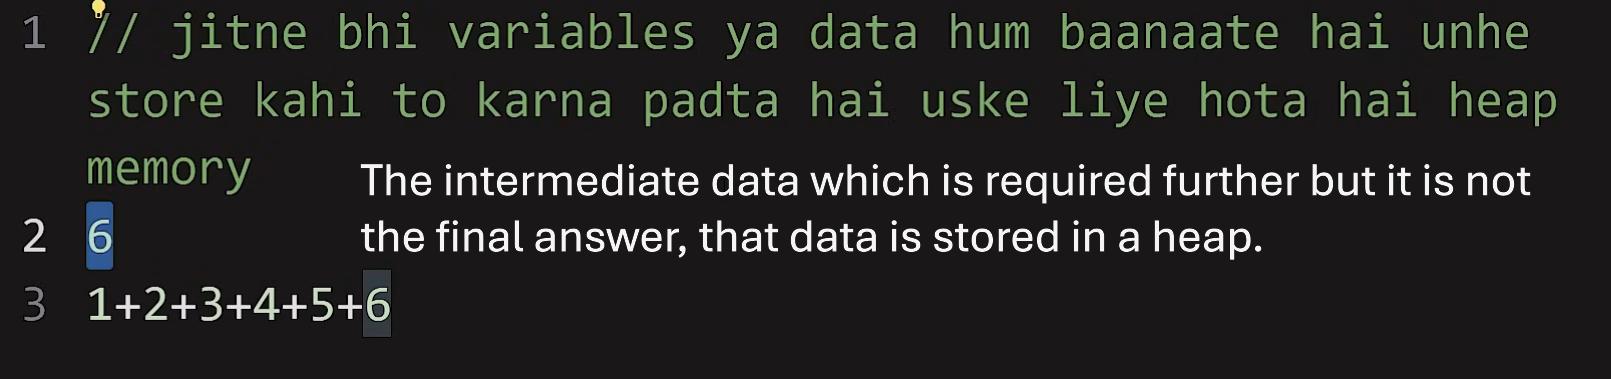 1 // jitne bhi variables ya data hum baanaate hai unhe
store kahi to karna padta hai uske liye hota hai heap
memory
The intermediate data which is required further but it is not
the final answer, that data is stored in a heap.
2 6
3 1+2+3+4+5+6